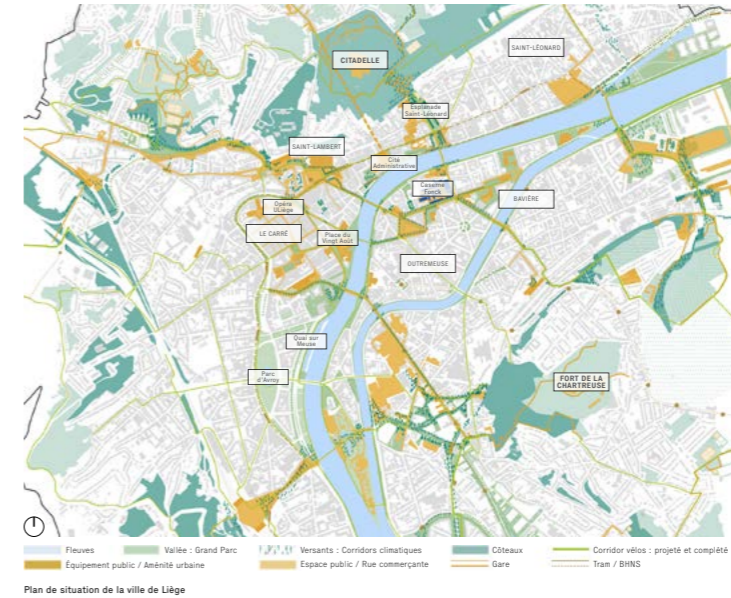 SAINT-LÉONARD
CITADELLE
Esplanade
Saint-Léonard
SAINT-LAMBERT
Cité
Administrative
Caserne
Fonck
BAVIÈRE
Opéra
ULiège
LE CARRÉ
Place du
Vingt Août
OUTREMEUSE
Quai sur
Meuse
Parc
d'Avroy
FORT DE LA
CHARTREUSE
Fleuves
Vallée : Grand Parc
Versants : Corridors climatiques
Côteaux
Corridor vélos : projeté et complété
Équipement public / Aménité urbaine
Espace public / Rue commerçante
Gare
Tram / BHNS
Plan de situation de la ville de Liège